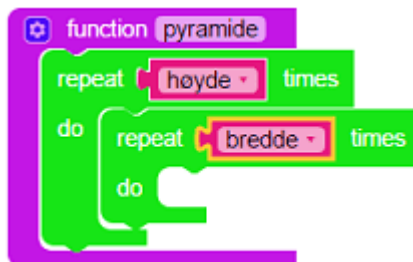 function pyramide
repeat høyde times
do
repeat bredde times
do